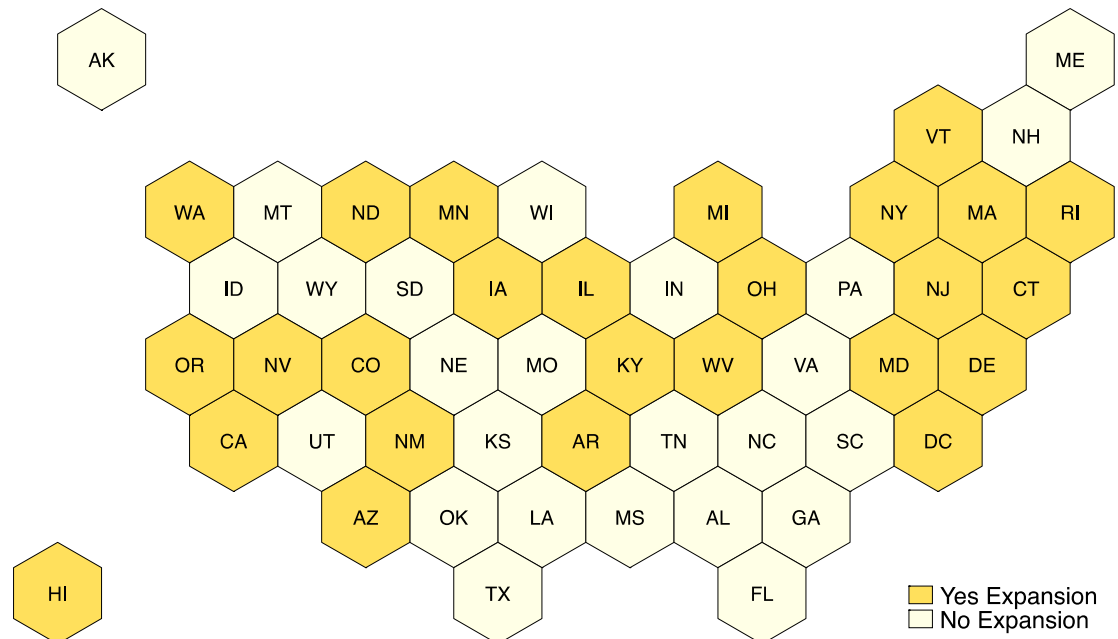 AK ME
VT NH
WA MT ND MN WI MI NY MA RI
ID WY SD IA IL IN OH PA NJ CT
OR NV CO NE MO KY WV VA MD DE
CA UT NM KS AR TN NC SC DC
AZ OK LA MS AL GA
HI TX FL
Yes Expansion
No Expansion